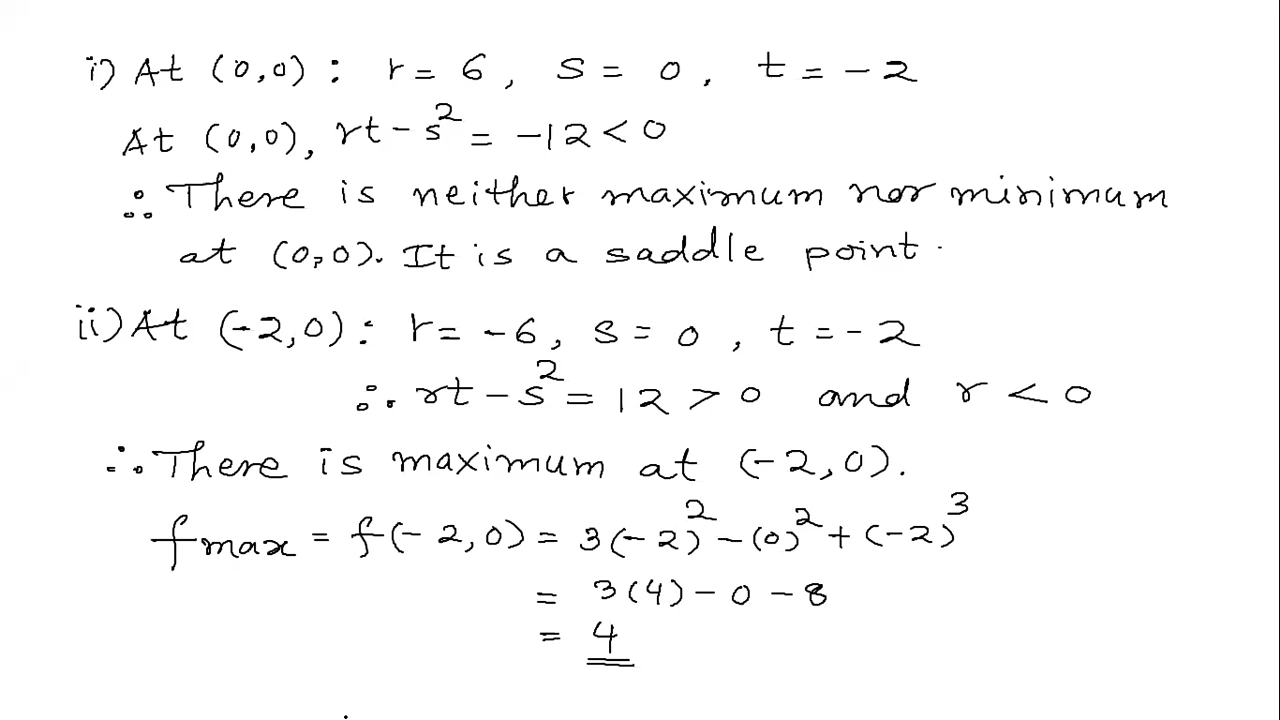 i) At (0,0) : r = 6 , s = 0 , t = -2
At (0,0), rt - s² = -12 < 0
∴ There is neither maximum nor minimum
at (0,0). It is a saddle point.
ii) At (-2,0) : r = -6 , s = 0 , t = -2
∴ rt - s² = 12 > 0 and r < 0
∴ There is maximum at (-2,0).
fmax = f(-2,0) = 3(-2)² - (0)² + (-2)³
= 3(4) - 0 - 8
= 4